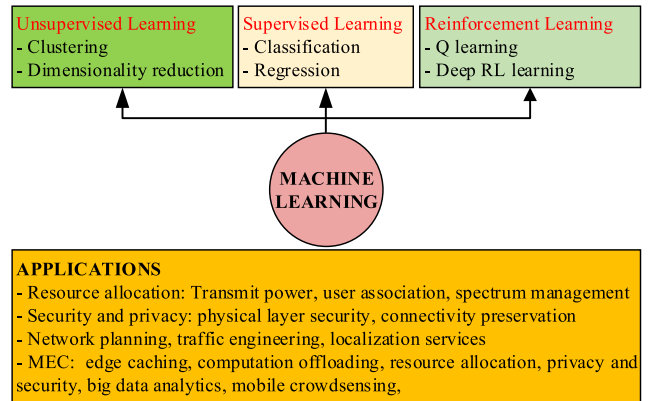 Unsupervised Learning
- Clustering
- Dimensionality reduction
Supervised Learning
- Classification
- Regression
Reinforcement Learning
- Q learning
- Deep RL learning
MACHINE
LEARNING
APPLICATIONS
- Resource allocation: Transmit power, user association, spectrum management
- Security and privacy: physical layer security, connectivity preservation
- Network planning, traffic engineering, localization services
- MEC:  edge caching, computation offloading, resource allocation, privacy and
security, big data analytics, mobile crowdsensing,